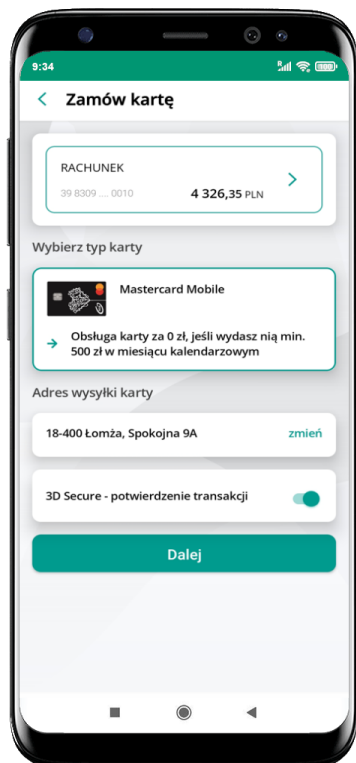 9:34
100
Zamów kartę
RACHUNEK
39 8309 .... 0010 4 326,35 PLN
Wybierz typ karty
Mastercard Mobile
Obsługa karty za 0 zł, jeśli wydasz nią min.
500 zł w miesiącu kalendarzowym
Adres wysyłki karty
18-400 Łomża, Spokojna 9A zmień
3D Secure - potwierdzenie transakcji
Dalej